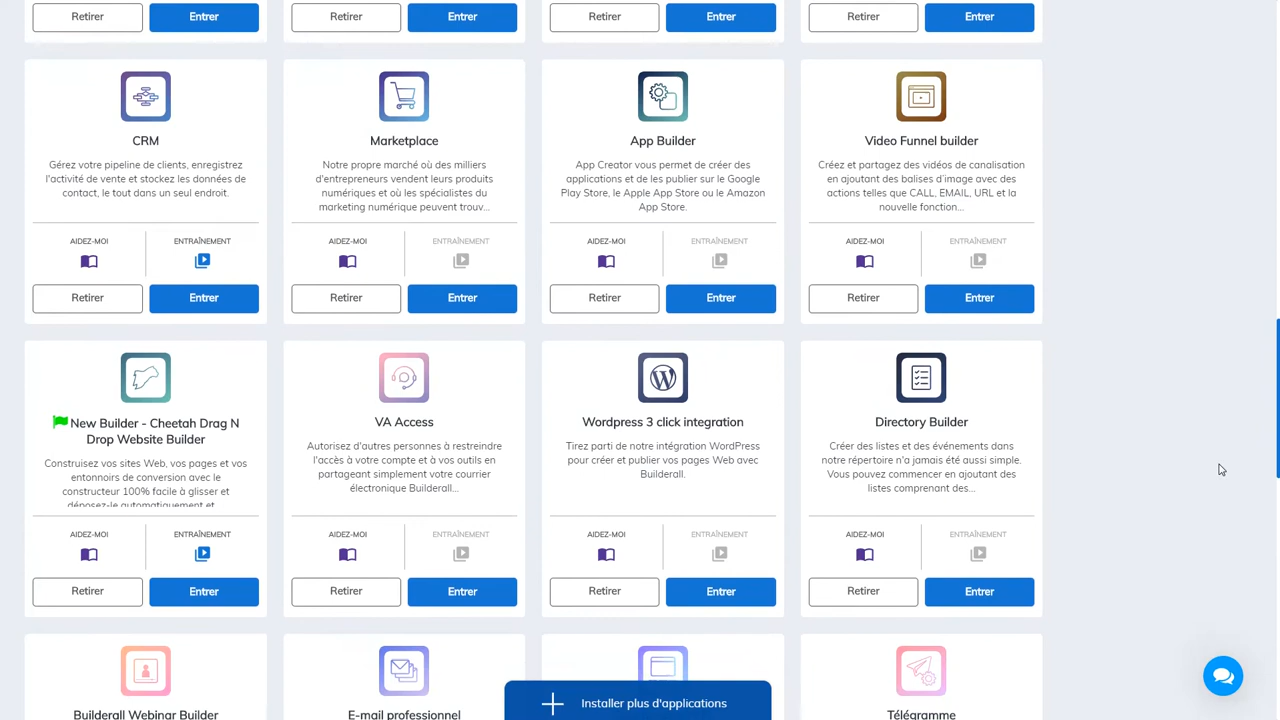 Retirer Entrer Retirer Entrer Retirer Entrer Retirer Entrer
CRM
Gérez votre pipeline de clients, enregistrez
l'activité de vente et stockez les données de
contact, le tout dans un seul endroit.
AIDEZ-MOI ENTRAÎNEMENT
Retirer Entrer
Marketplace
Notre propre marché où des milliers
d'entrepreneurs vendent leurs produits
numériques et où les spécialistes du
marketing numérique peuvent trouv...
AIDEZ-MOI ENTRAÎNEMENT
Retirer Entrer
App Builder
App Creator vous permet de créer des
applications et de les publier sur le Google
Play Store, le Apple App Store ou le Amazon
App Store.
AIDEZ-MOI ENTRAÎNEMENT
Retirer Entrer
Video Funnel builder
Créez et partagez des vidéos de canalisation
en ajoutant des balises d'image avec des
actions telles que CALL, EMAIL, URL et la
nouvelle fonction...
AIDEZ-MOI ENTRAÎNEMENT
Retirer Entrer
New Builder - Cheetah Drag N
Drop Website Builder
Construisez vos sites Web, vos pages et vos
entonnoirs de conversion avec le
constructeur 100% facile à glisser et
déposez-le automatiquement et
AIDEZ-MOI ENTRAÎNEMENT
Retirer Entrer
VA Access
Autorisez d'autres personnes à restreindre
l'accès à votre compte et à vos outils en
partageant simplement votre courrier
électronique Builderall...
AIDEZ-MOI ENTRAÎNEMENT
Retirer Entrer
Wordpress 3 click integration
Tirez parti de notre intégration WordPress
pour créer et publier vos pages Web avec
Builderall.
AIDEZ-MOI ENTRAÎNEMENT
Retirer Entrer
Directory Builder
Créer des listes et des événements dans
notre répertoire n'a jamais été aussi simple.
Vous pouvez commencer en ajoutant des
listes comprenant des...
AIDEZ-MOI ENTRAÎNEMENT
Retirer Entrer
Builderall Webinar Builder
E-mail professionnel
Installer plus d'applications
Télégramme